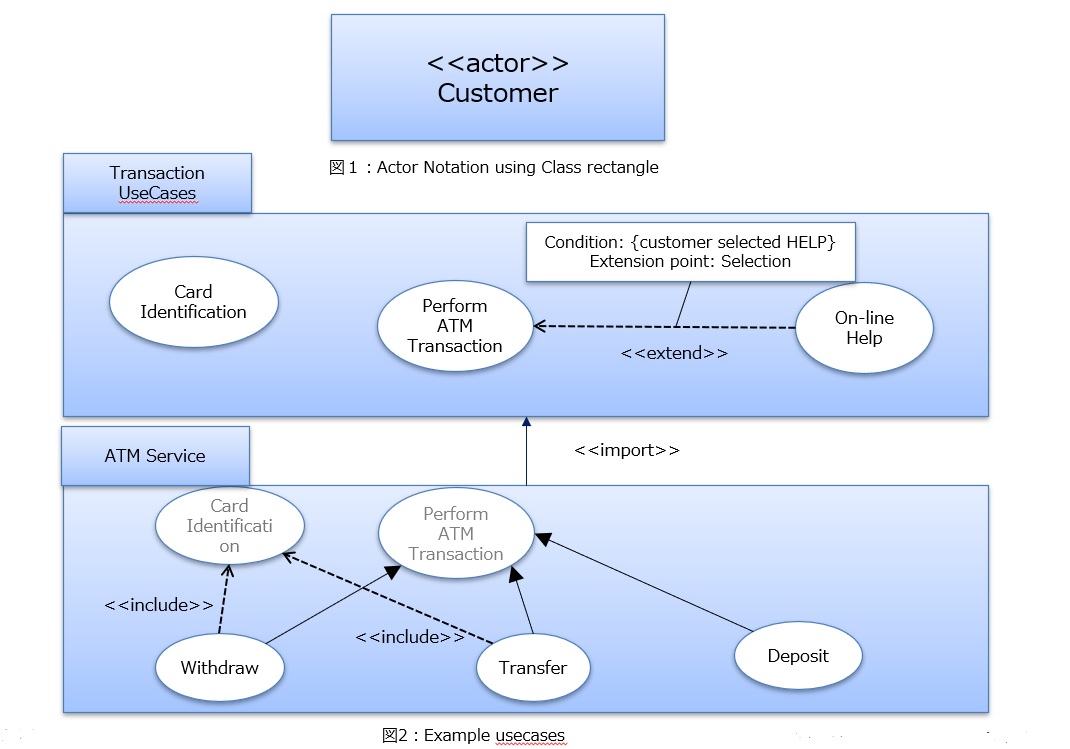 <<actor>>
Customer
図１：Actor Notation using Class rectangle
Transaction
UseCases
Condition: {customer selected HELP}
Extension point: Selection
Card
Identification
Perform
ATM
Transaction
On-line
Help
<<extend>>
<<import>>
ATM Service
Card
Identificati
on
Perform
ATM
Transaction
<<include>>
<<include>>
Withdraw
Transfer
Deposit
図2：Example usecases